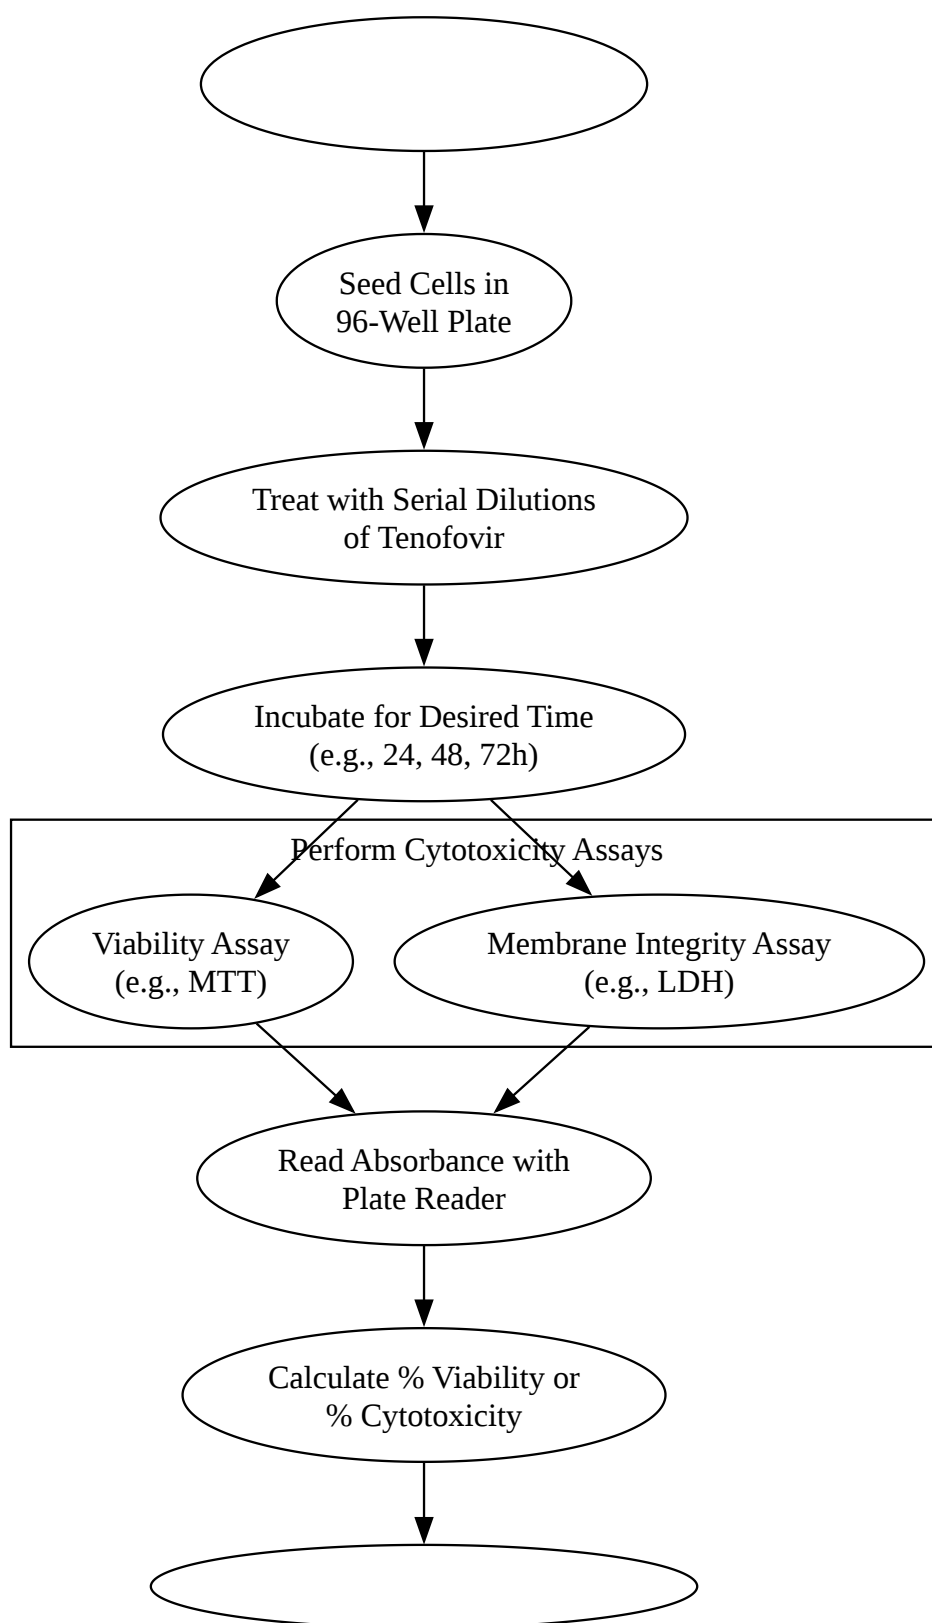 Seed Cells in
96-Well Plate
Treat with Serial Dilutions
of Tenofovir
Incubate for Desired Time
(e.g., 24, 48, 72h)
Perform Cytotoxicity Assays
Viability Assay
(e.g., MTT)
Membrane Integrity Assay
(e.g., LDH)
Read Absorbance with
Plate Reader
Calculate % Viability or
% Cytotoxicity